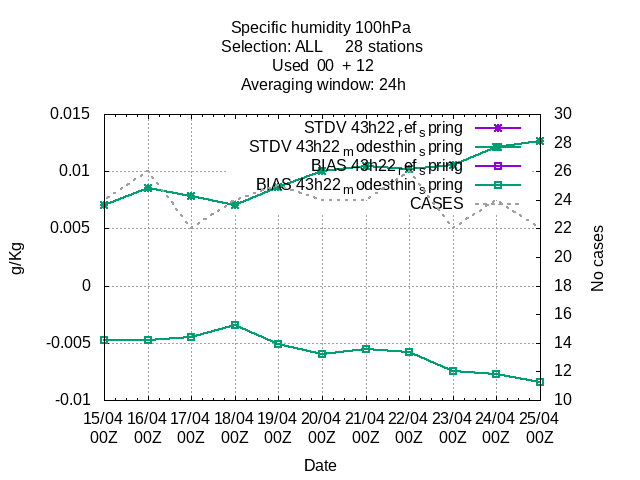 Specific humidity 100hPa
Selection: ALL     28 stations
Used  00  + 12
Averaging window: 24h
0.015
0.01
0.005
0
-0.005
-0.01
g/Kg
30
28
26
24
22
20
18
16
14
12
10
No cases
STDV 43h22_ref_spring
STDV 43h22_modesthin_spring
BIAS 43h22_ref_spring
BIAS 43h22_modesthin_spring
CASES
15/04 16/04 17/04 18/04 19/04 20/04 21/04 22/04 23/04 24/04 25/04
00Z 00Z 00Z 00Z 00Z 00Z 00Z 00Z 00Z 00Z 00Z
Date